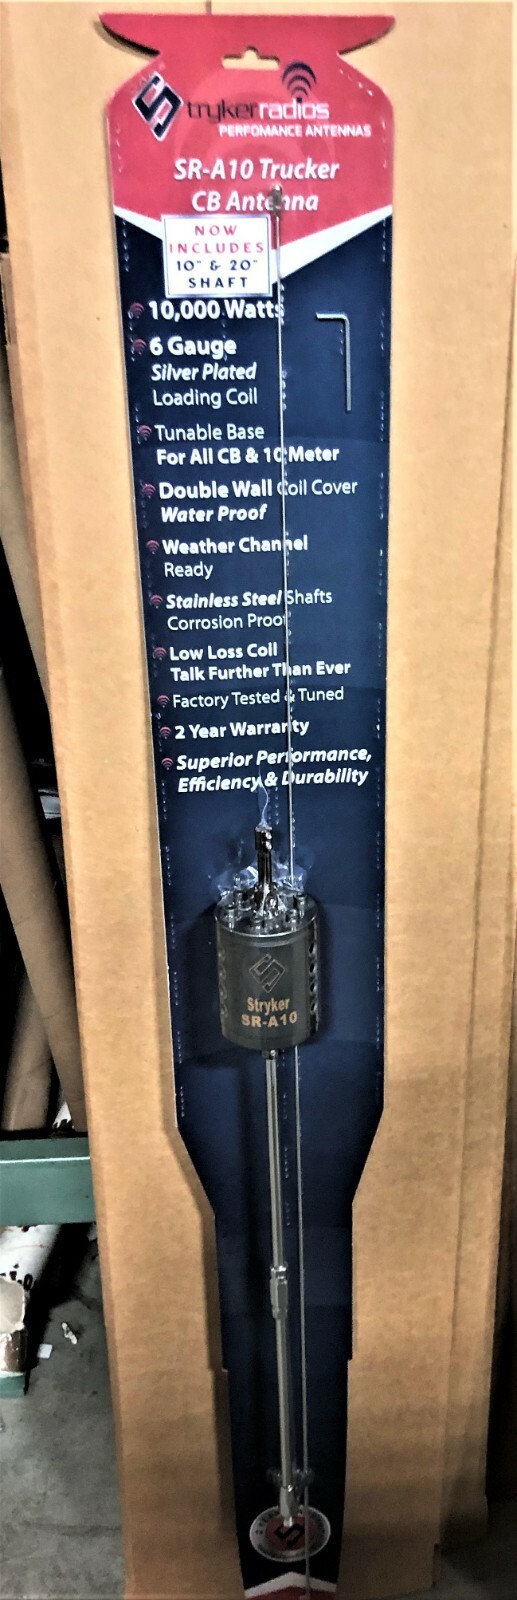 strykerradios
PERFOMANCE ANTENNAS
SR-A10 Trucker
CB Antenna
NOW
INCLUDES
10" & 20"
SHAFT
10,000 Watts
6 Gauge
Silver Plated
Loading Coil
Tunable Base
For All CB & 10 Meter
Double Wall Coil Cover
Water Proof
Weather Channel
Ready
Stainless Steel Shafts
Corrosion Proof
Low Loss Coil
Talk Further Than Ever
Factory Tested & Tuned
2 Year Warranty
Superior Performance,
Efficiency & Durability
Stryker
SR-A10